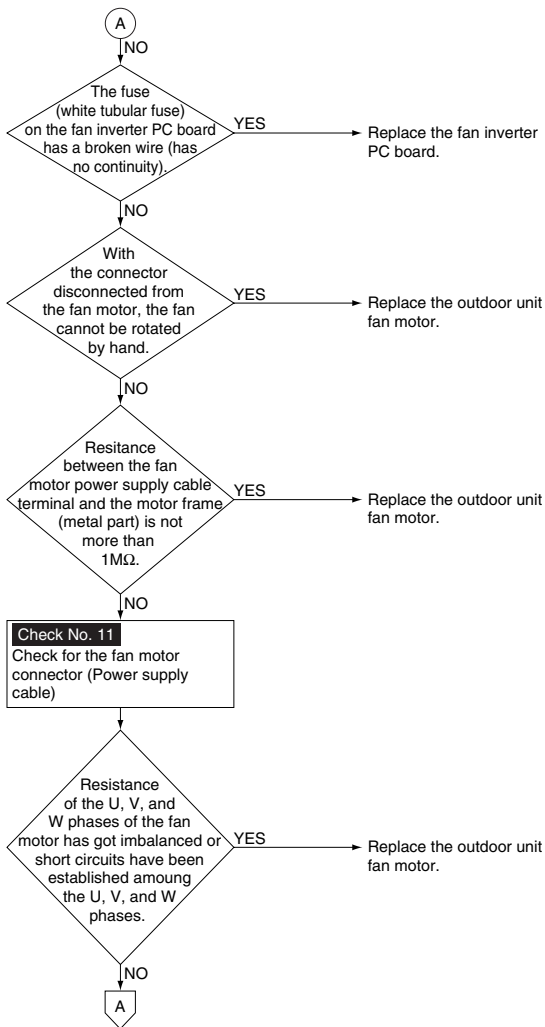 A
NO
The fuse
(white tubular fuse)
on the fan inverter PC board
has a broken wire (has
no continuity).
YES
Replace the fan inverter
PC board.
NO
With
the connector
disconnected from
the fan motor, the fan
cannot be rotated
by hand.
YES
Replace the outdoor unit
fan motor.
NO
Resitance
between the fan
motor power supply cable
terminal and the motor frame
(metal part) is not
more than
1MΩ.
YES
Replace the outdoor unit
fan motor.
NO
Check No. 11
Check for the fan motor
connector (Power supply
cable)
Resistance
of the U, V, and
W phases of the fan
motor has got imbalanced or
short circuits have been
established amoung
the U, V, and W
phases.
YES
Replace the outdoor unit
fan motor.
NO
A